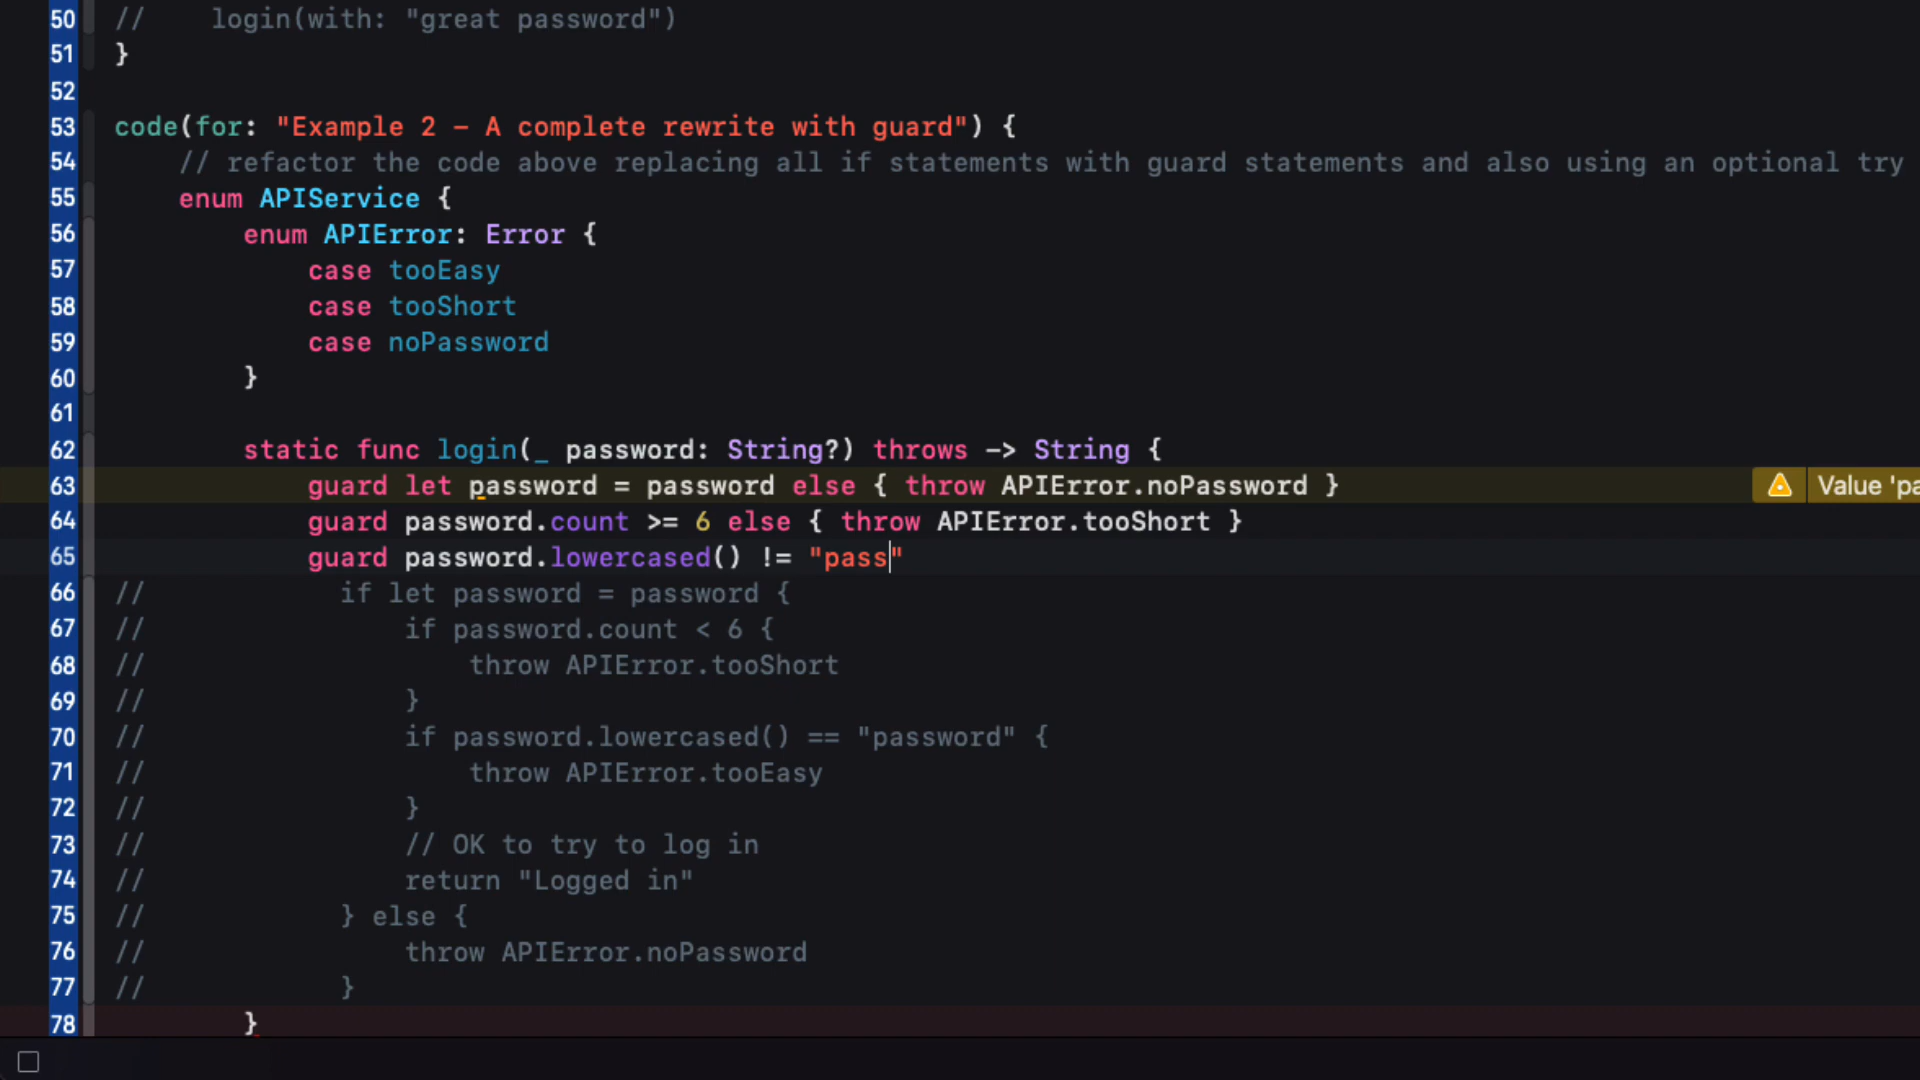 50 //    login(with: "great password")
51 }
52
53 code(for: "Example 2 – A complete rewrite with guard") {
54     // refactor the code above replacing all if statements with guard statements and also using an optional try
55     enum APIService {
56         enum APIError: Error {
57             case tooEasy
58             case tooShort
59             case noPassword
60         }
61
62         static func login(_ password: String?) throws -> String {
63             guard let password = password else { throw APIError.noPassword } Value 'pa
64             guard password.count >= 6 else { throw APIError.tooShort }
65             guard password.lowercased() != "pass"
66 //            if let password = password {
67 //                if password.count < 6 {
68 //                    throw APIError.tooShort
69 //                }
70 //                if password.lowercased() == "password" {
71 //                    throw APIError.tooEasy
72 //                }
73 //                // OK to try to log in
74 //                return "Logged in"
75 //            } else {
76 //                throw APIError.noPassword
77 //            }
78         }